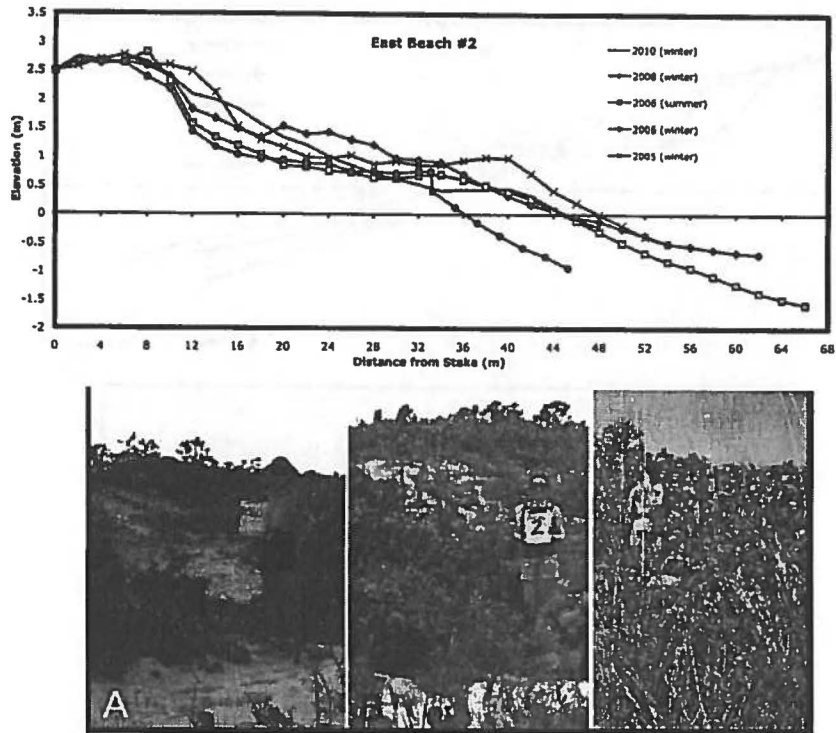 East Beach #2
3.5
3
2.5
2
1.5
1
0.5
0
-0.5
-1
-1.5
-2
Elevation (m)
2010 (winter)
2008 (winter)
2006 (summer)
2006 (winter)
2005 (winter)
0 4 8 12 16 20 24 28 32 36 40 44 48 52 56 60 64 68
Distance from Stake (m)
A
2